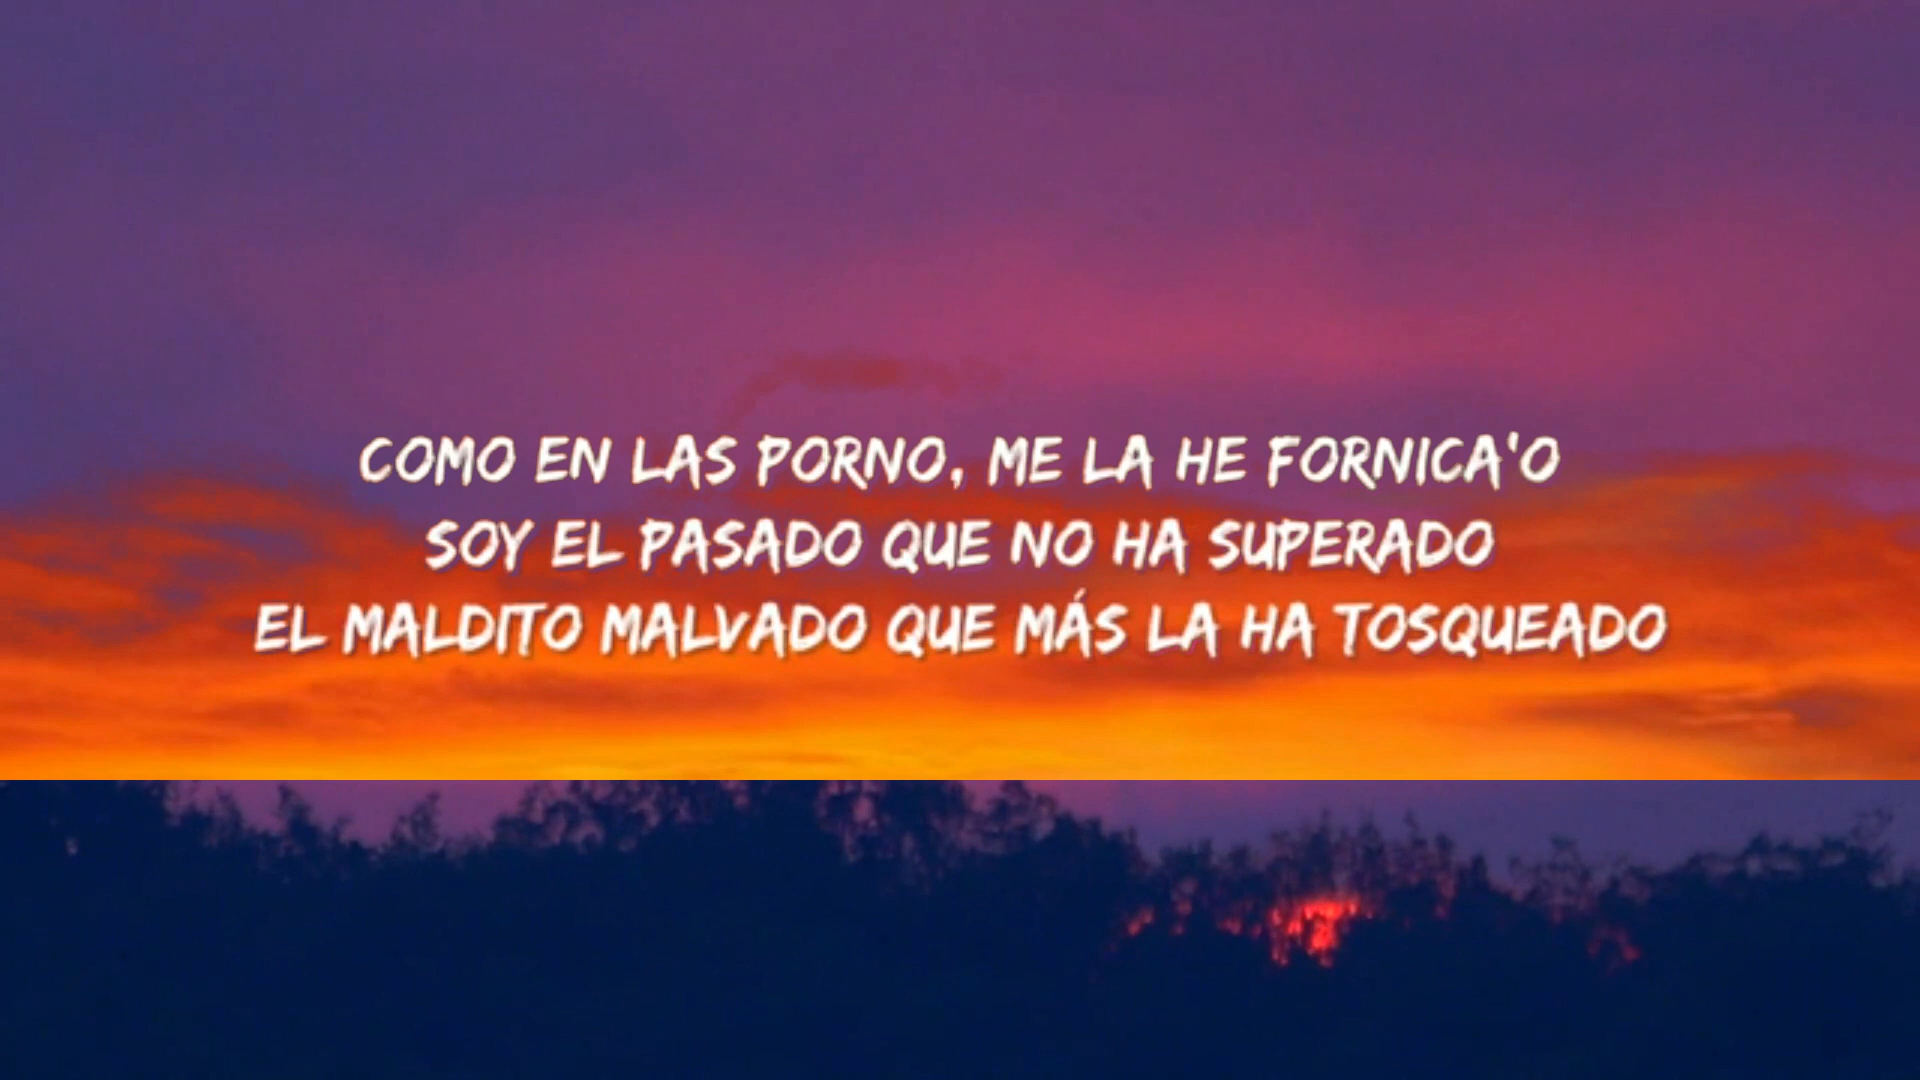 COMO EN LAS PORNO, ME LA HE FORNICA'O
SOY EL PASADO QUE NO HA SUPERADO
EL MALDITO MALVADO QUE MÁS LA HA TOSQUEADO